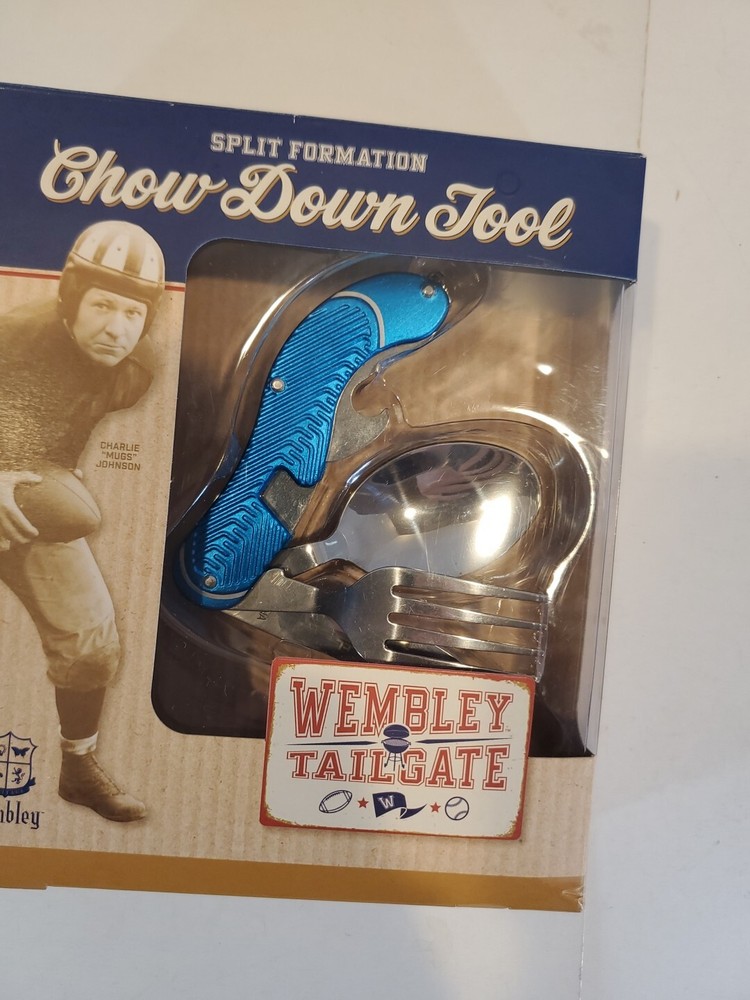 SPLIT FORMATION
Chow Down Tool
CHARLIE
"MUGS"
JOHNSON
WEMBLEY
TAILGATE
W